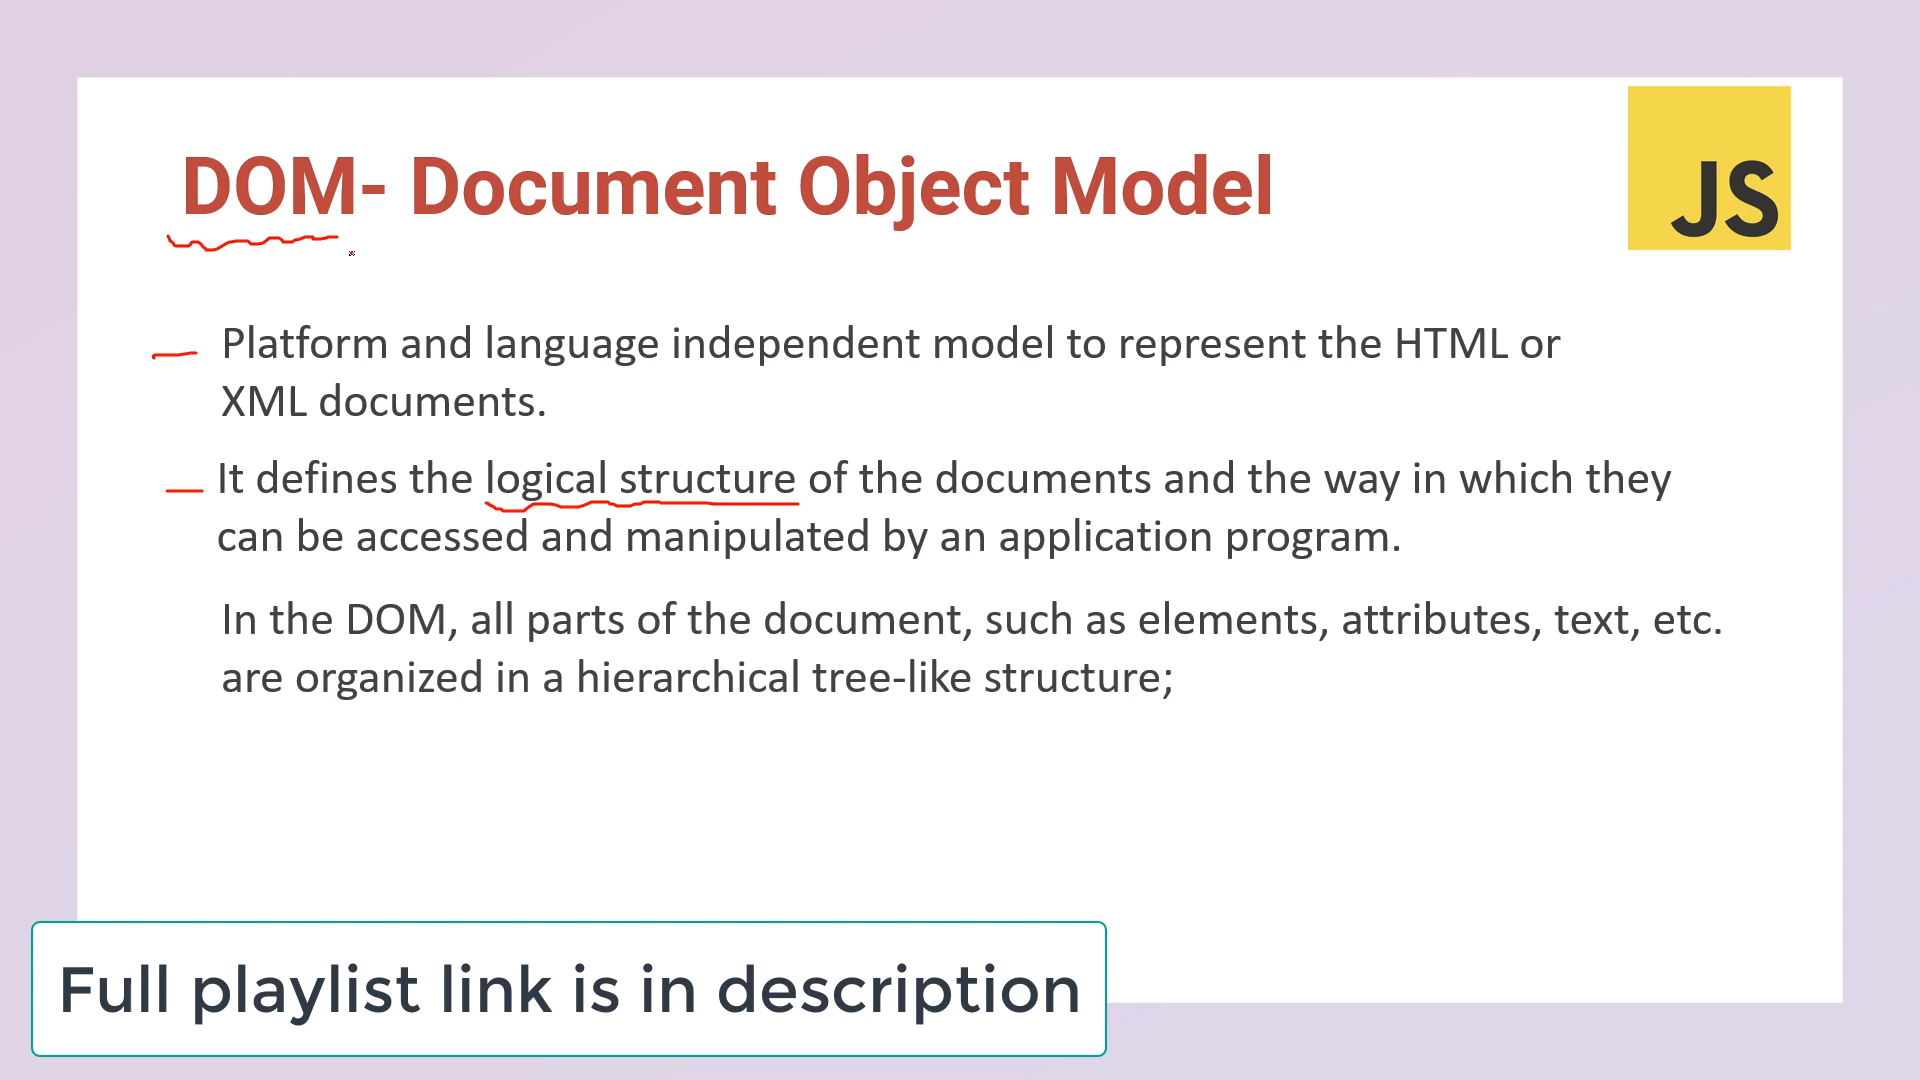 DOM- Document Object Model
JS
Platform and language independent model to represent the HTML or
XML documents.
It defines the logical structure of the documents and the way in which they
can be accessed and manipulated by an application program.
In the DOM, all parts of the document, such as elements, attributes, text, etc.
are organized in a hierarchical tree-like structure;
Full playlist link is in description